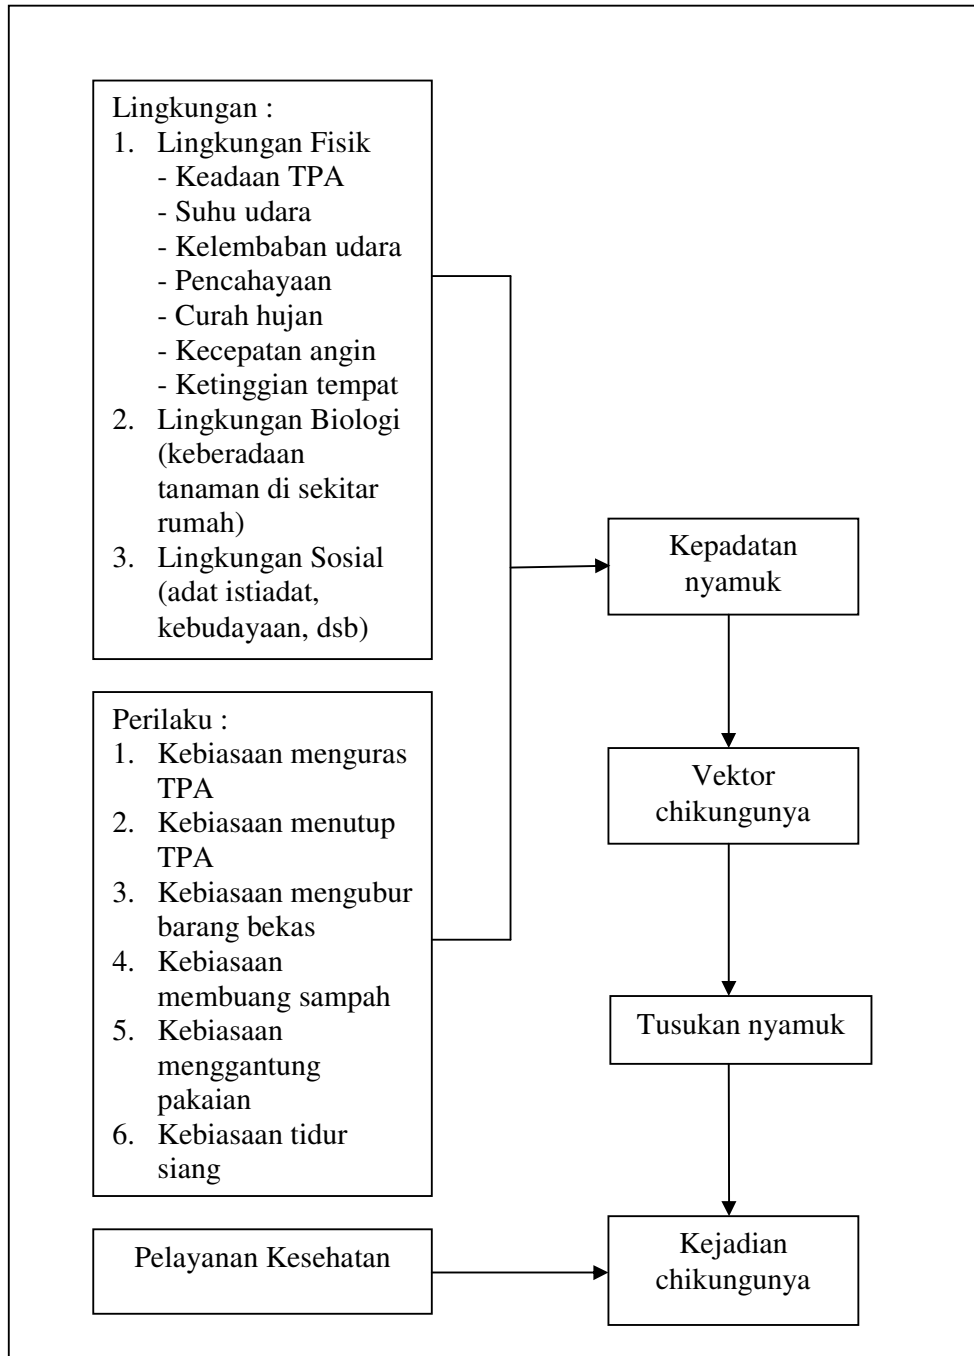 Lingkungan :
1. Lingkungan Fisik
- Keadaan TPA
- Suhu udara
- Kelembaban udara
- Pencahayaan
- Curah hujan
- Kecepatan angin
- Ketinggian tempat
2. Lingkungan Biologi
(keberadaan
tanaman di sekitar
rumah)
3. Lingkungan Sosial
(adat istiadat,
kebudayaan, dsb)
Perilaku :
1. Kebiasaan menguras
TPA
2. Kebiasaan menutup
TPA
3. Kebiasaan mengubur
barang bekas
4. Kebiasaan
membuang sampah
5. Kebiasaan
menggantung
pakaian
6. Kebiasaan tidur
siang
Pelayanan Kesehatan
Kepadatan
nyamuk
Vektor
chikungunya
Tusukan nyamuk
Kejadian
chikungunya